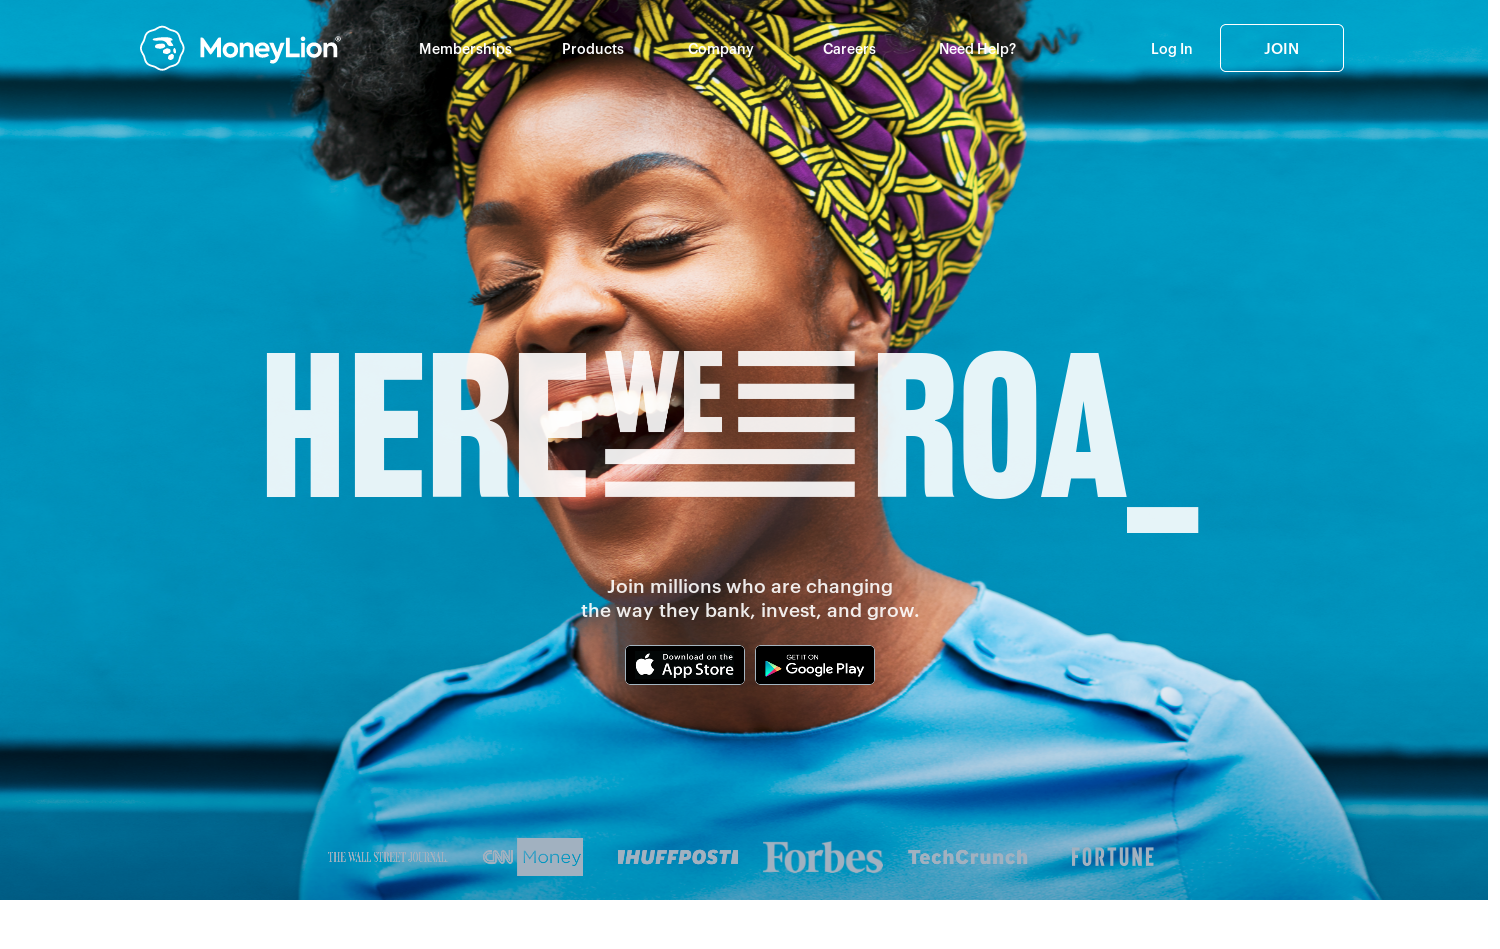 MoneyLion®
Memberships Products Company Careers Need Help? Log In JOIN
HERE WE ROA_
Join millions who are changing
the way they bank, invest, and grow.
Download on the App Store
GET IT ON Google Play
THE WALL STREET JOURNAL CNN Money HUFFPOST Forbes TechCrunch FORTUNE